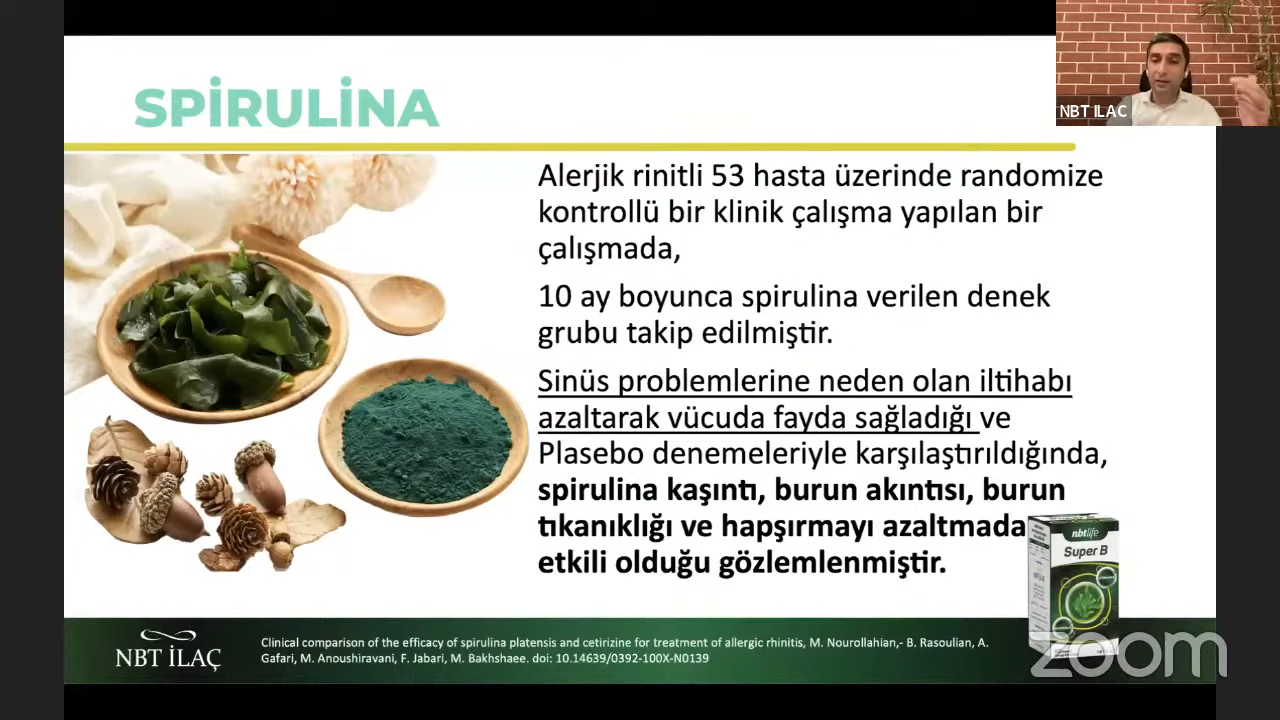 SPİRULİNA
NBT ILAC
Alerjik rinitli 53 hasta üzerinde randomize
kontrollü bir klinik çalışma yapılan bir
çalışmada,
10 ay boyunca spirulina verilen denek
grubu takip edilmiştir.
Sinüs problemlerine neden olan iltihabı
azaltarak vücuda fayda sağladığı ve
Plasebo denemeleriyle karşılaştırıldığında,
spirulina kaşıntı, burun akıntısı, burun
tıkanıklığı ve hapşırmayı azaltmada
etkili olduğu gözlemlenmiştir.
nbtlife
Super B
NBT İLAÇ
Clinical comparison of the efficacy of spirulina platensis and cetirizine for treatment of allergic rhinitis, M. Nourollahian,- B. Rasoulian, A.
Gafari, M. Anoushiravani, F. Jabari, M. Bakhshaee. doi: 10.14639/0392-100X-N0139
zoom